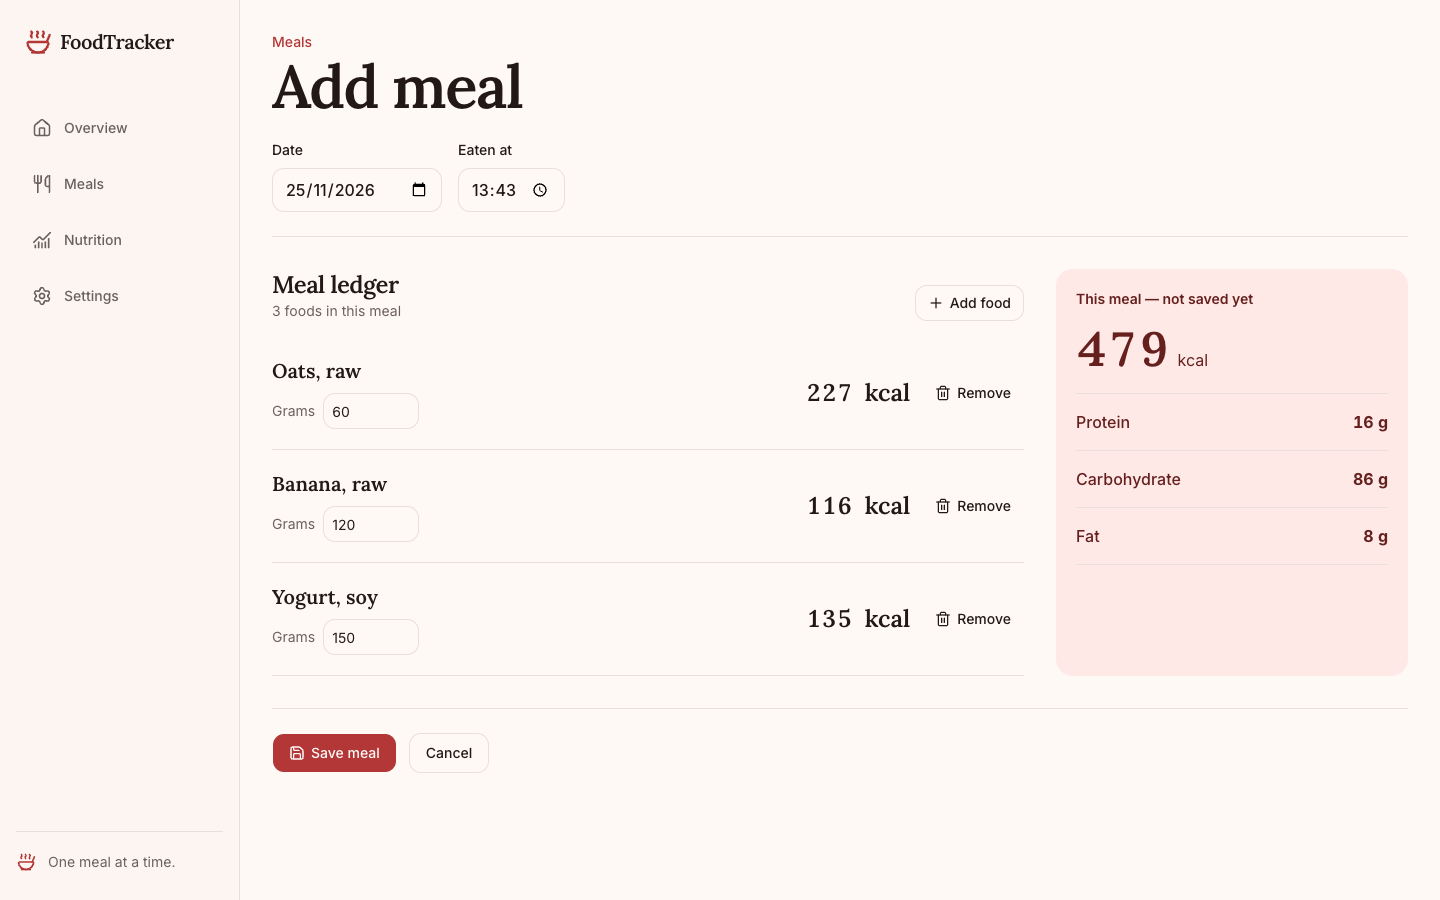 FoodTracker
Overview
Meals
Nutrition
Settings
One meal at a time.
Meals
Add meal
Date
Eaten at
25/11/2026
13:43
Meal ledger
3 foods in this meal
Add food
Oats, raw
Grams 60
227 kcal
Remove
Banana, raw
Grams 120
116 kcal
Remove
Yogurt, soy
Grams 150
135 kcal
Remove
This meal — not saved yet
479 kcal
Protein 16 g
Carbohydrate 86 g
Fat 8 g
Save meal
Cancel